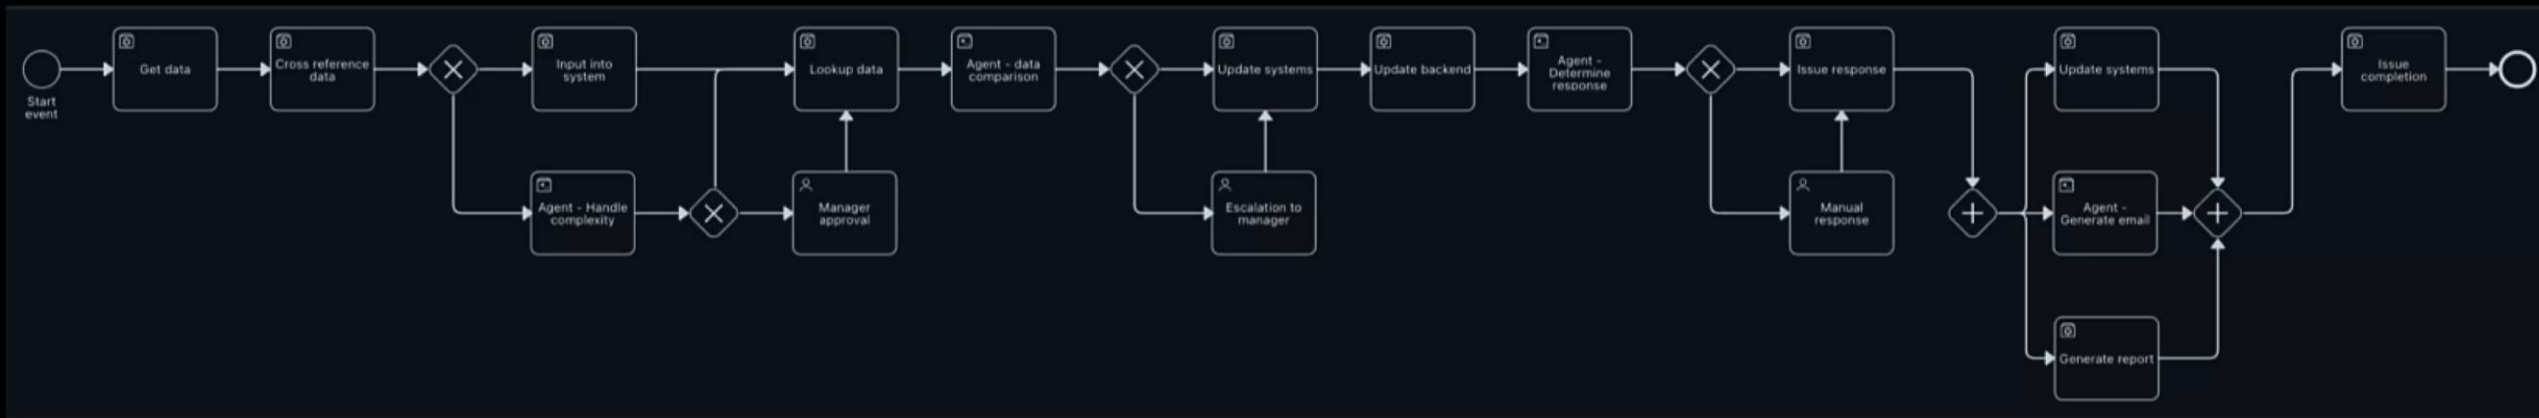 Start
event
Get data
Cross reference
data
Input into
system
Agent - Handle
complexity
Lookup data
Manager
approval
Agent - data
comparison
Update systems
Escalation to
manager
Update backend
Agent -
Determine
response
Issue response
Manual
response
Update systems
Agent -
Generate email
Generate report
Issue
completion